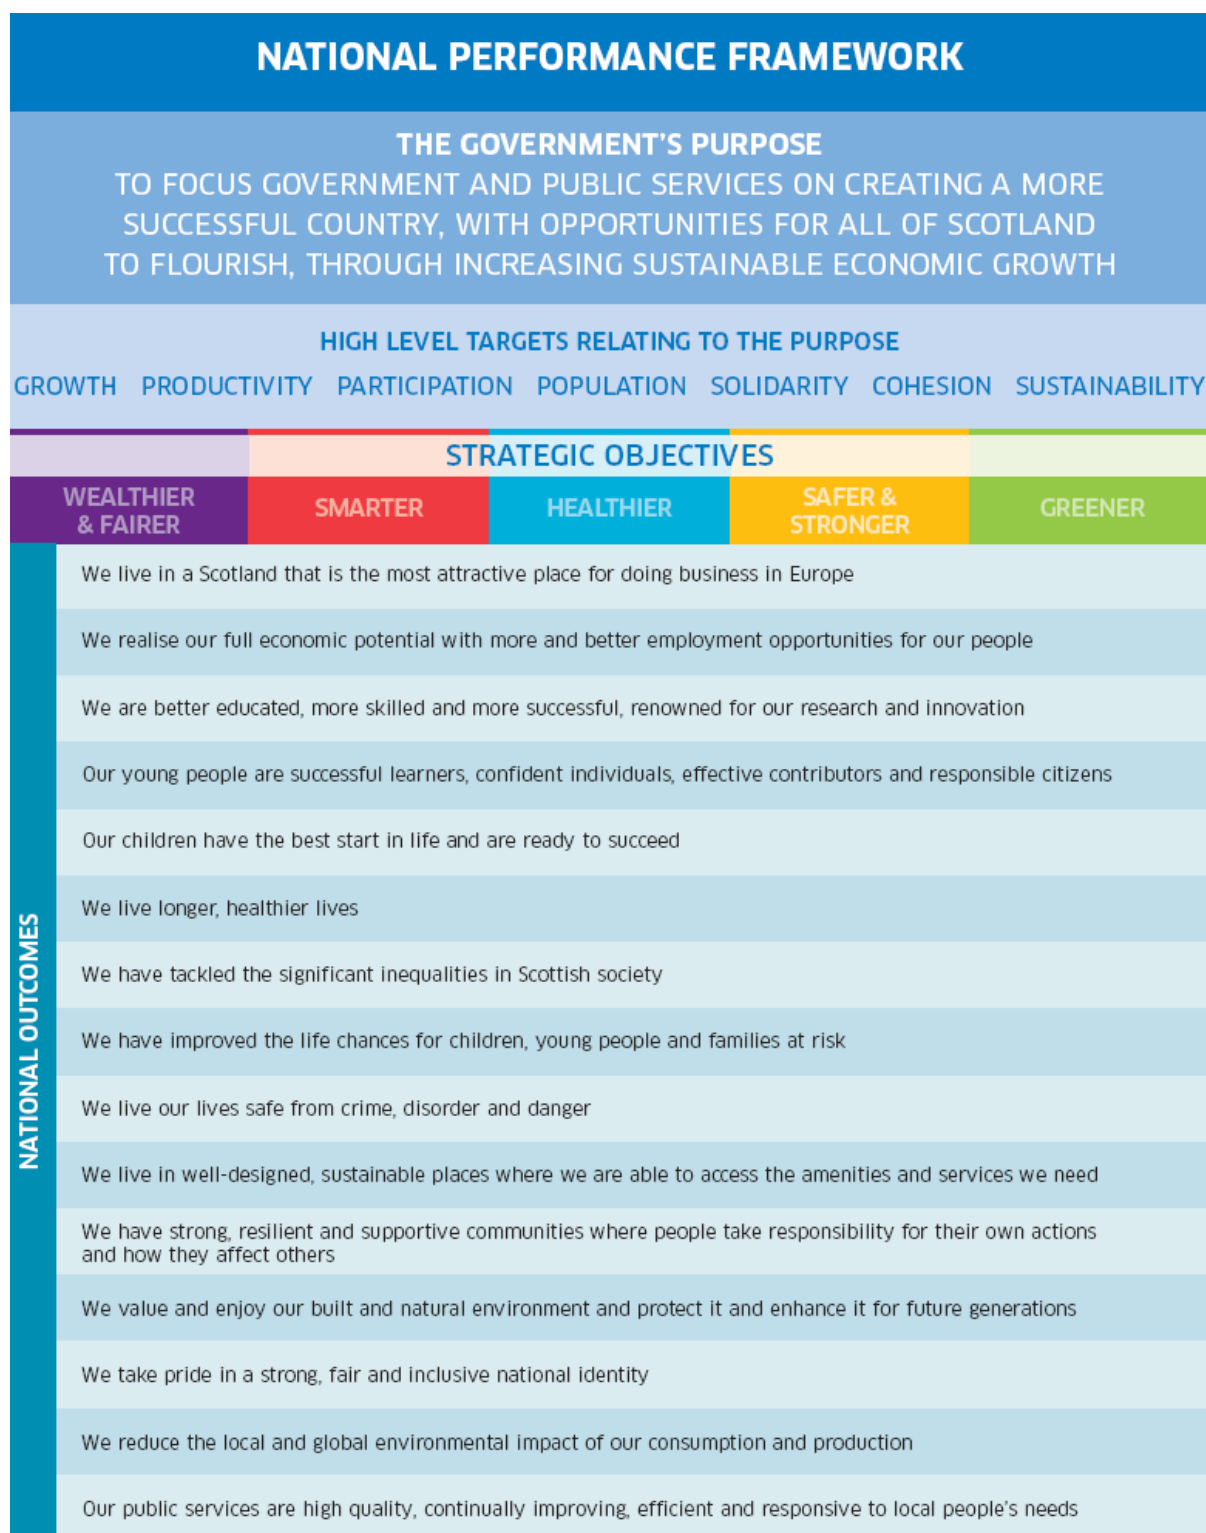 NATIONAL PERFORMANCE FRAMEWORK
THE GOVERNMENT'S PURPOSE
TO FOCUS GOVERNMENT AND PUBLIC SERVICES ON CREATING A MORE
SUCCESSFUL COUNTRY, WITH OPPORTUNITIES FOR ALL OF SCOTLAND
TO FLOURISH, THROUGH INCREASING SUSTAINABLE ECONOMIC GROWTH
HIGH LEVEL TARGETS RELATING TO THE PURPOSE
GROWTH PRODUCTIVITY PARTICIPATION POPULATION SOLIDARITY COHESION SUSTAINABILITY
STRATEGIC OBJECTIVES
WEALTHIER
& FAIRER
SMARTER
HEALTHIER
SAFER &
STRONGER
GREENER
NATIONAL OUTCOMES
We live in a Scotland that is the most attractive place for doing business in Europe
We realise our full economic potential with more and better employment opportunities for our people
We are better educated, more skilled and more successful, renowned for our research and innovation
Our young people are successful learners, confident individuals, effective contributors and responsible citizens
Our children have the best start in life and are ready to succeed
We live longer, healthier lives
We have tackled the significant inequalities in Scottish society
We have improved the life chances for children, young people and families at risk
We live our lives safe from crime, disorder and danger
We live in well-designed, sustainable places where we are able to access the amenities and services we need
We have strong, resilient and supportive communities where people take responsibility for their own actions
and how they affect others
We value and enjoy our built and natural environment and protect it and enhance it for future generations
We take pride in a strong, fair and inclusive national identity
We reduce the local and global environmental impact of our consumption and production
Our public services are high quality, continually improving, efficient and responsive to local people's needs